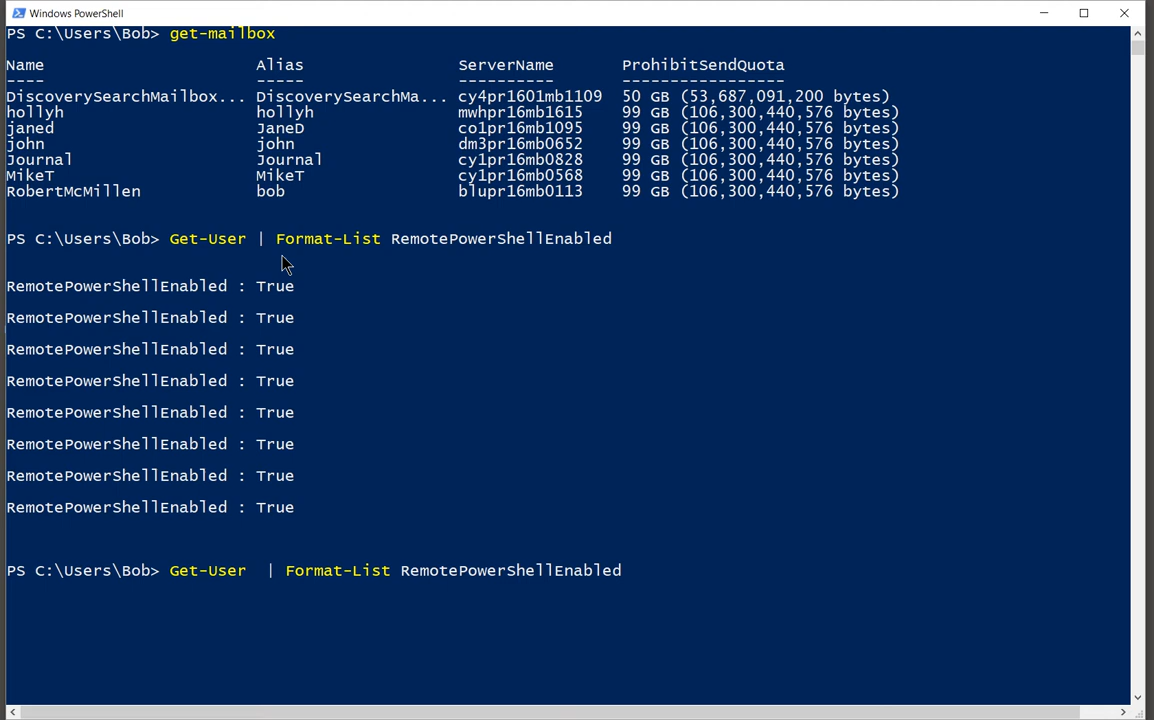 Windows PowerShell
PS C:\Users\Bob> get-mailbox
Name Alias ServerName ProhibitSendQuota
---- ----- ---------- -----------------
DiscoverySearchMailbox... DiscoverySearchMa... cy4pr1601mb1109 50 GB (53,687,091,200 bytes)
hollyh hollyh mwhpr16mb1615 99 GB (106,300,440,576 bytes)
janed JaneD co1pr16mb1095 99 GB (106,300,440,576 bytes)
john john dm3pr16mb0652 99 GB (106,300,440,576 bytes)
Journal Journal cy1pr16mb0828 99 GB (106,300,440,576 bytes)
MikeT MikeT cy1pr16mb0568 99 GB (106,300,440,576 bytes)
RobertMcMillen bob blupr16mb0113 99 GB (106,300,440,576 bytes)
PS C:\Users\Bob> Get-User | Format-List RemotePowerShellEnabled
RemotePowerShellEnabled : True
RemotePowerShellEnabled : True
RemotePowerShellEnabled : True
RemotePowerShellEnabled : True
RemotePowerShellEnabled : True
RemotePowerShellEnabled : True
RemotePowerShellEnabled : True
RemotePowerShellEnabled : True
PS C:\Users\Bob> Get-User  | Format-List RemotePowerShellEnabled